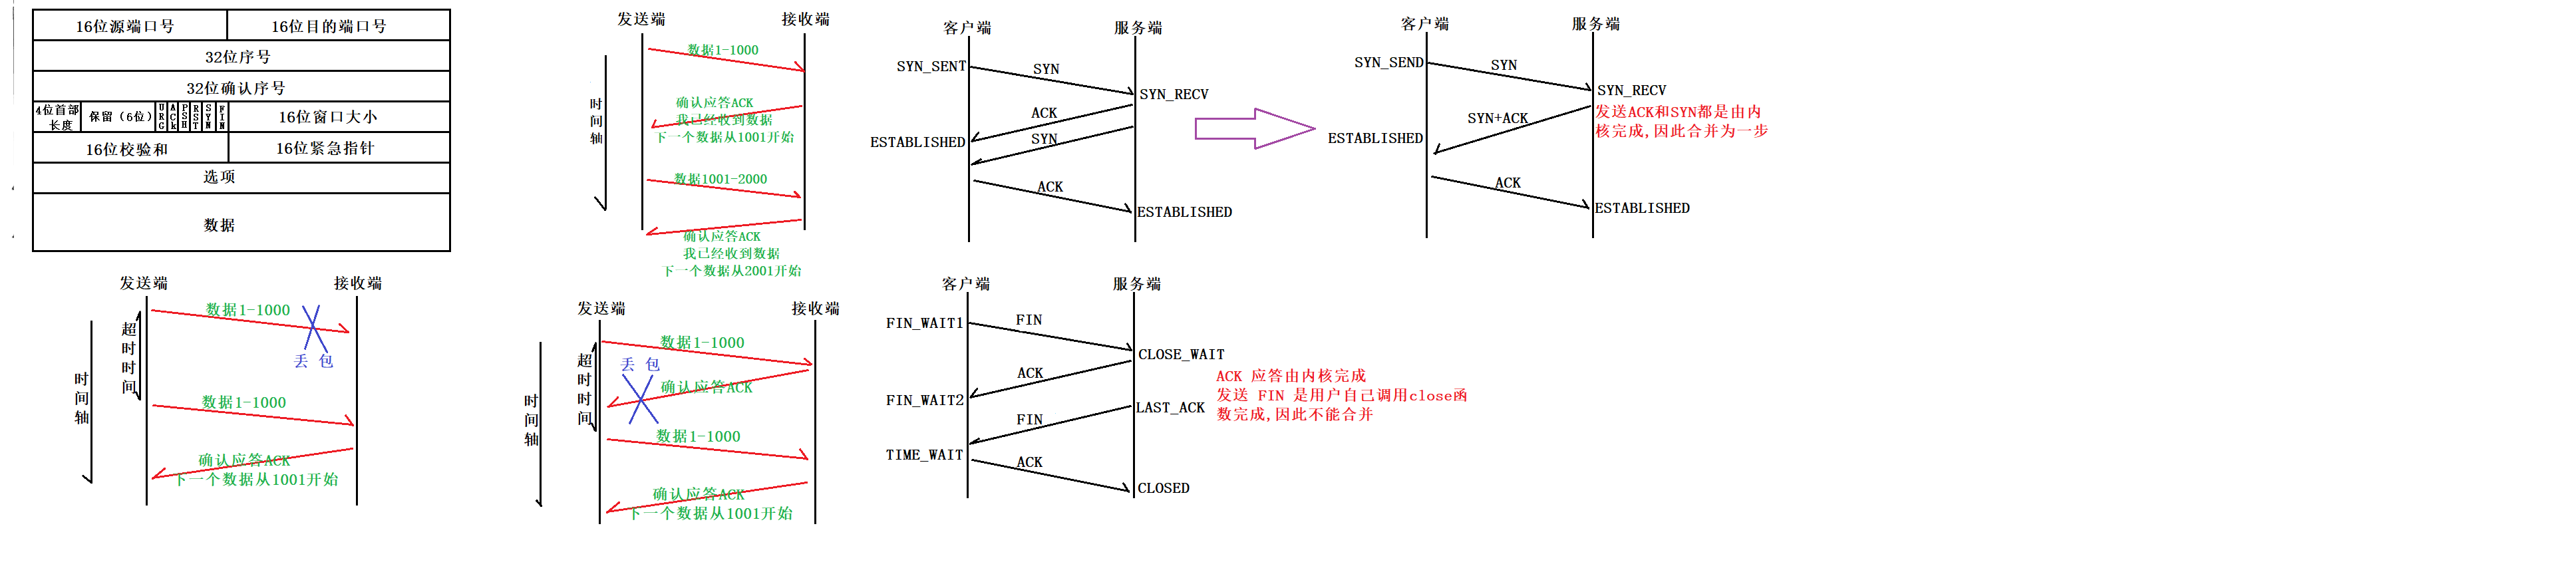 16位源端口号
16位目的端口号
32位序号
32位确认序号
4位首部
长度
保留（6位）
URG
ACK
PSH
RST
SYN
FIN
16位窗口大小
16位校验和
16位紧急指针
选项
数据
发送端
接收端
时间轴
数据1-1000
确认应答ACK
我已经收到数据
下一个数据从1001开始
数据1001-2000
确认应答ACK
我已经收到数据
下一个数据从2001开始
客户端
服务端
SYN_SENT
SYN
SYN_RECV
ACK
ESTABLISHED
SYN
ACK
ESTABLISHED
客户端
服务端
SYN_SEND
SYN
SYN_RECV
发送ACK和SYN都是由内
核完成,因此合并为一步
SYN+ACK
ESTABLISHED
ACK
ESTABLISHED
发送端
接收端
时间轴
超时时间
数据1-1000
丢 包
数据1-1000
确认应答ACK
下一个数据从1001开始
发送端
接收端
时间轴
超时时间
数据1-1000
丢 包
确认应答ACK
数据1-1000
确认应答ACK
下一个数据从1001开始
客户端
服务端
FIN_WAIT1
FIN
CLOSE_WAIT
ACK
ACK 应答由内核完成
发送 FIN 是用户自己调用close函
数完成,因此不能合并
FIN_WAIT2
LAST_ACK
FIN
TIME_WAIT
ACK
CLOSED